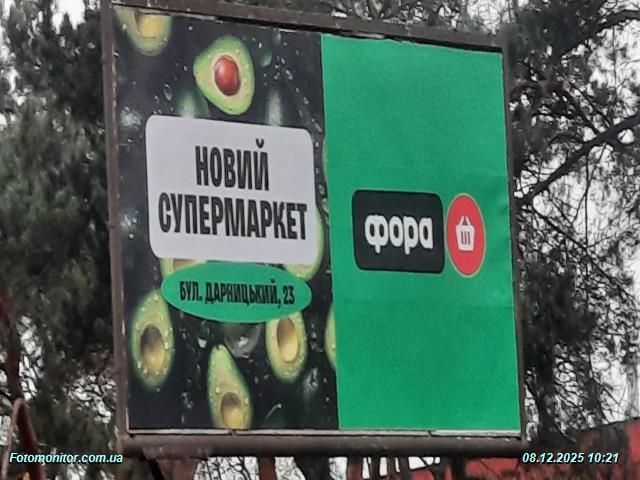 НОВИЙ
СУПЕРМАРКЕТ
БУЛ. ДАРНИЦЬКИЙ, 23
фора
Fotomonitor.com.ua
08.12.2025 10:21